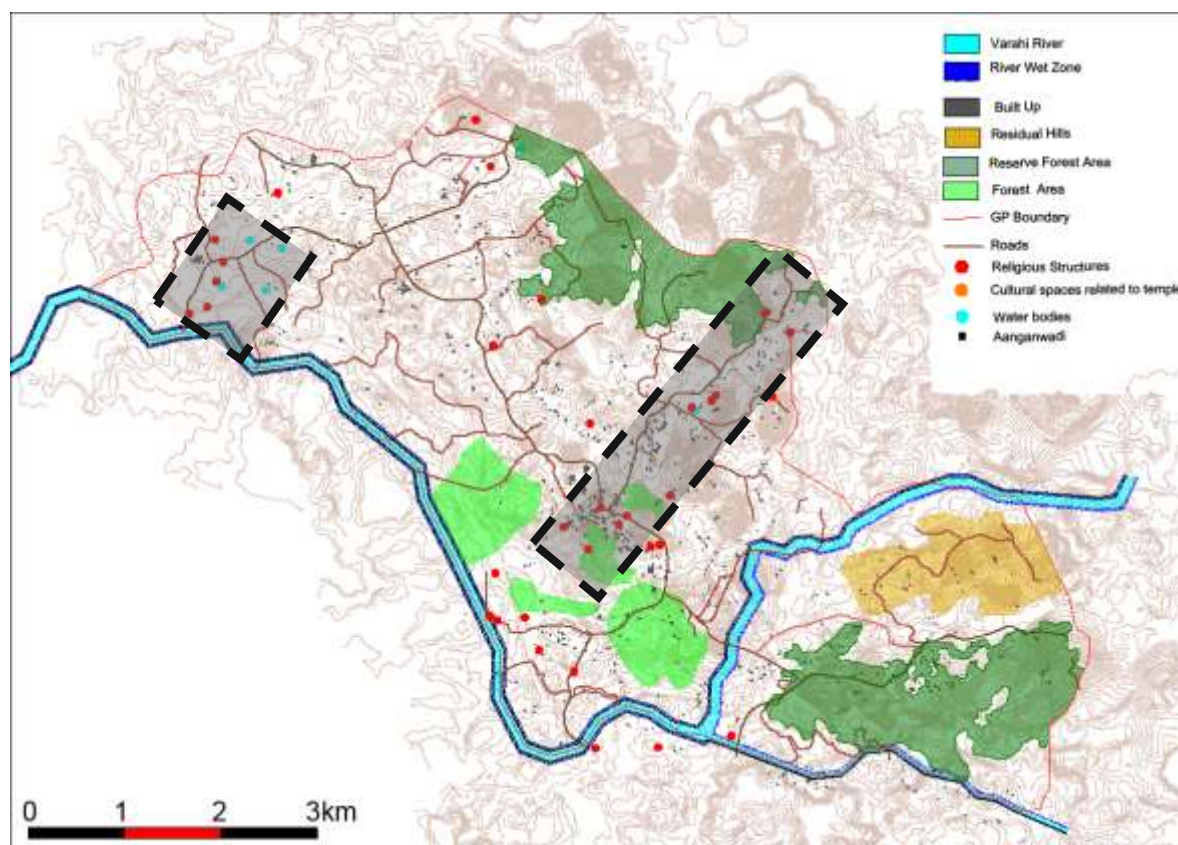 Varahi River
River Wet Zone
Built Up
Residual Hills
Reserve Forest Area
Forest Area
GP Boundary
Roads
Religious Structures
Cultural spaces related to temple
Water bodies
Aanganwadi
0 1 2 3km